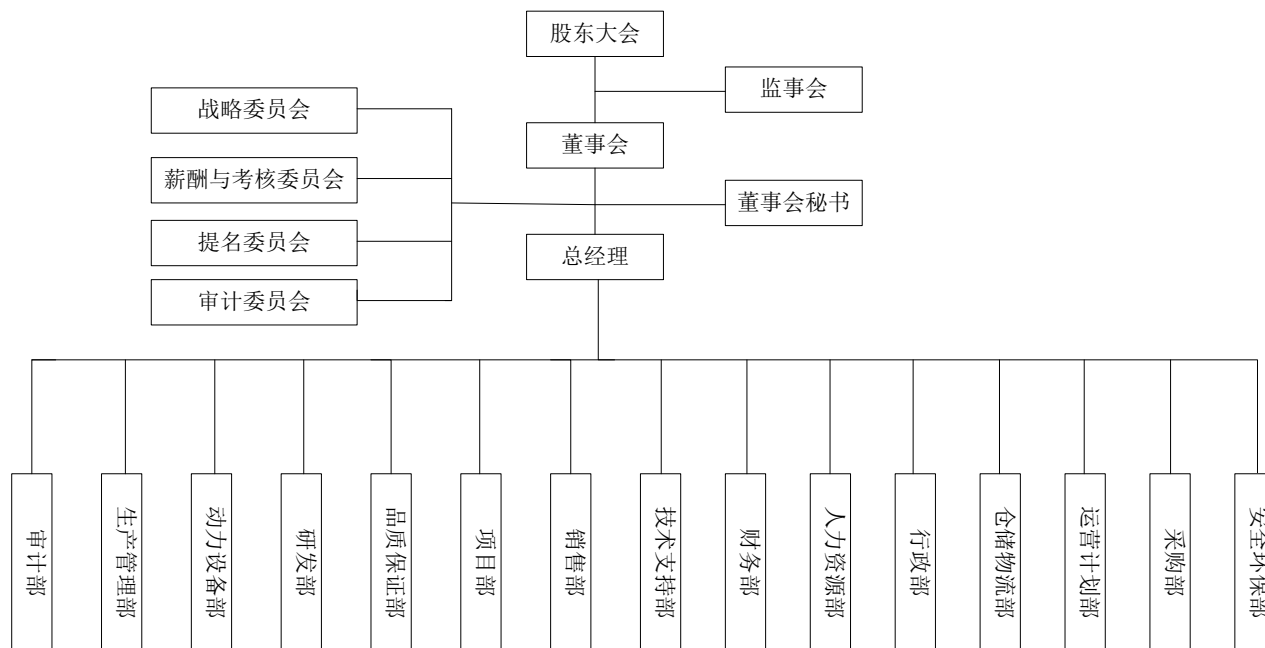 股东大会
监事会
战略委员会
董事会
薪酬与考核委员会
董事会秘书
提名委员会
总经理
审计委员会
审计部
生产管理部
动力设备部
研发部
品质保证部
项目部
销售部
技术支持部
财务部
人力资源部
行政部
仓储物流部
运营计划部
采购部
安全环保部